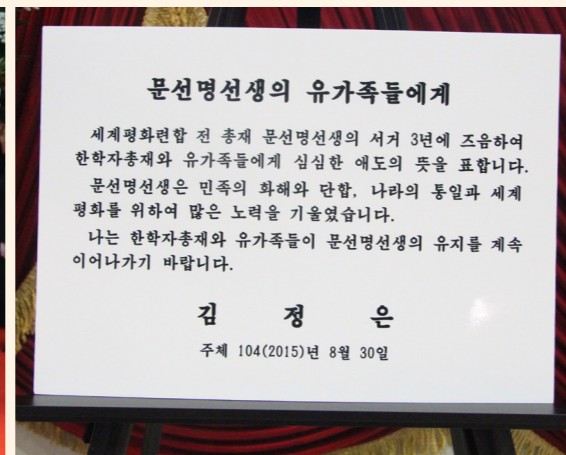 문선명선생의 유가족들에게
세계평화련합 전 총재 문선명선생의 서거 3년에 즈음하여
한학자총재와 유가족들에게 심심한 애도의 뜻을 표합니다.
문선명선생은 민족의 화해와 단합, 나라의 통일과 세계
평화를 위하여 많은 노력을 기울였습니다.
나는 한학자총재와 유가족들이 문선명선생의 유지를 계속
이어나가기 바랍니다.
김 정 은
주체 104(2015)년 8월 30일